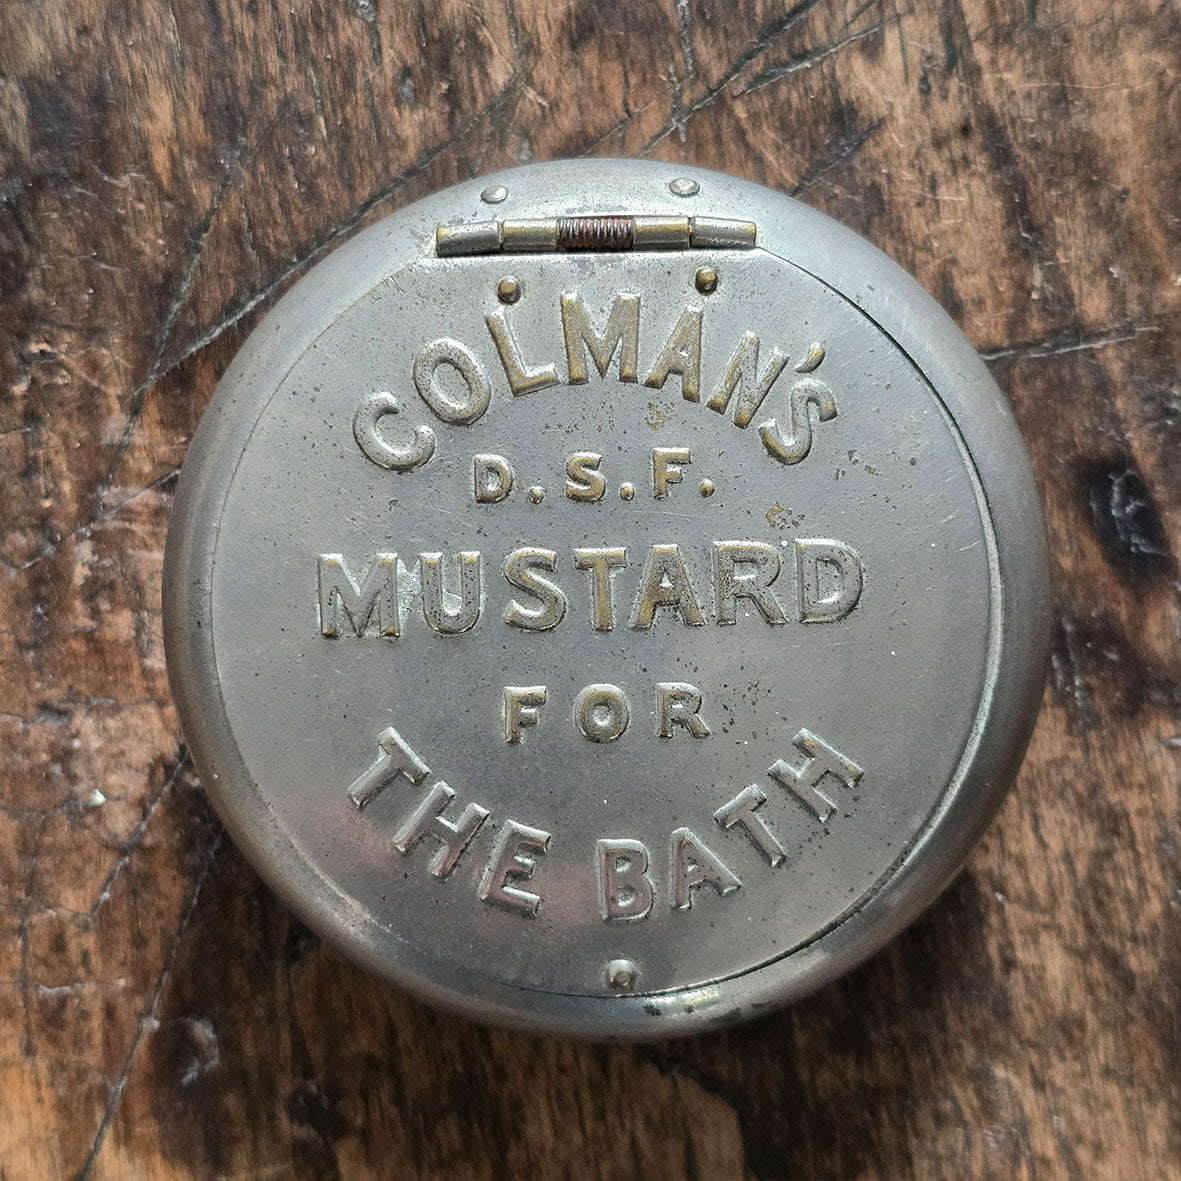 COLMAN'S
D.S.F.
MUSTARD
FOR
THE BATH